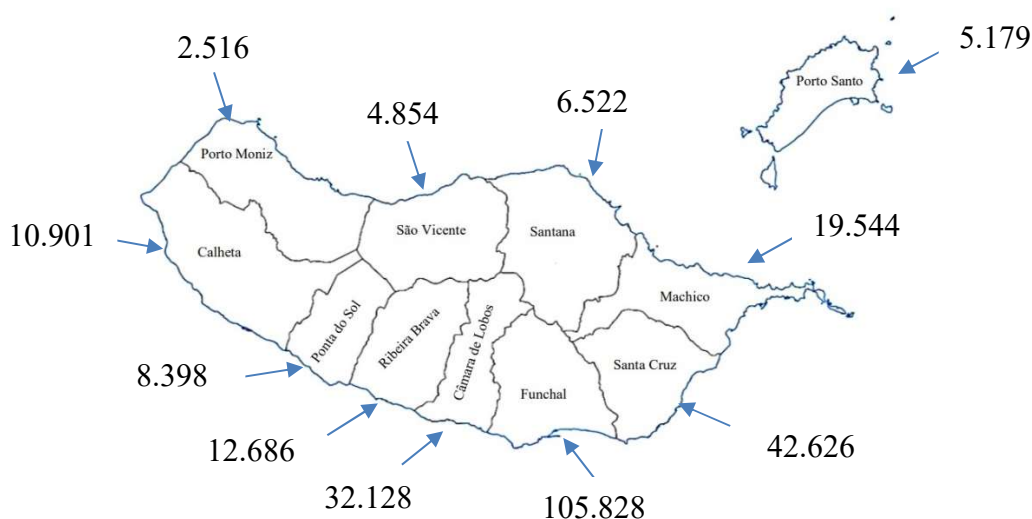 2.516
5.179
Porto Santo
4.854
6.522
Porto Moniz
10.901
Calheta
São Vicente
Santana
19.544
Machico
Ponta do Sol
Ribeira Brava
Câmara de Lobos
Funchal
Santa Cruz
8.398
12.686
32.128
105.828
42.626